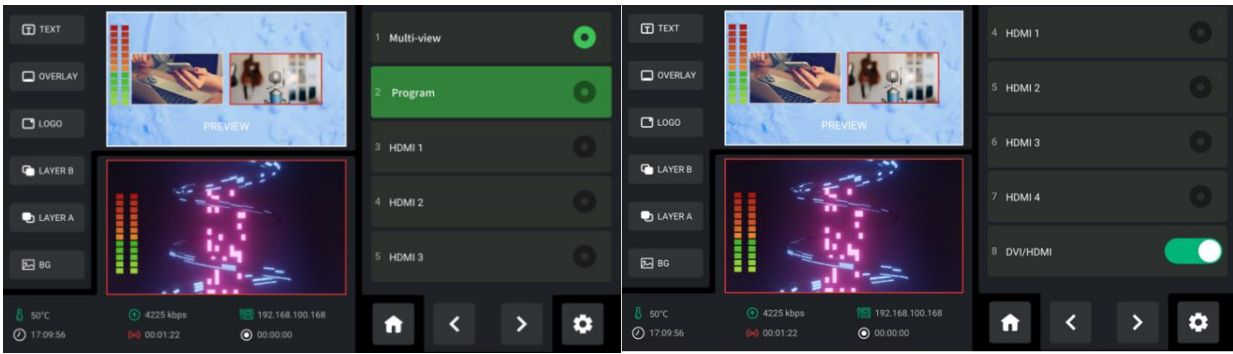 TEXT
OVERLAY
LOGO
LAYER B
LAYER A
BG
PREVIEW
1 Multi-view
2 Program
3 HDMI 1
4 HDMI 2
5 HDMI 3
50°C
4225 kbps
192.168.100.168
17:09:56
00:01:22
00:00:00
TEXT
OVERLAY
LOGO
LAYER B
LAYER A
BG
PREVIEW
4 HDMI 1
5 HDMI 2
6 HDMI 3
7 HDMI 4
8 DVI/HDMI
50°C
4225 kbps
192.168.100.168
17:09:56
00:01:22
00:00:00